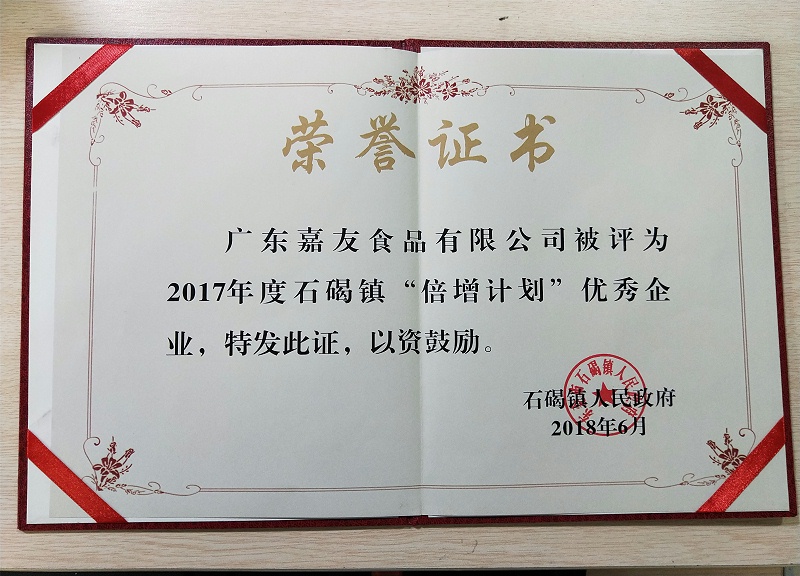 荣誉证书
广东嘉友食品有限公司被评为
2017年度石碣镇“倍增计划”优秀企
业，特发此证，以资鼓励。
石碣镇人民政府
2018年6月